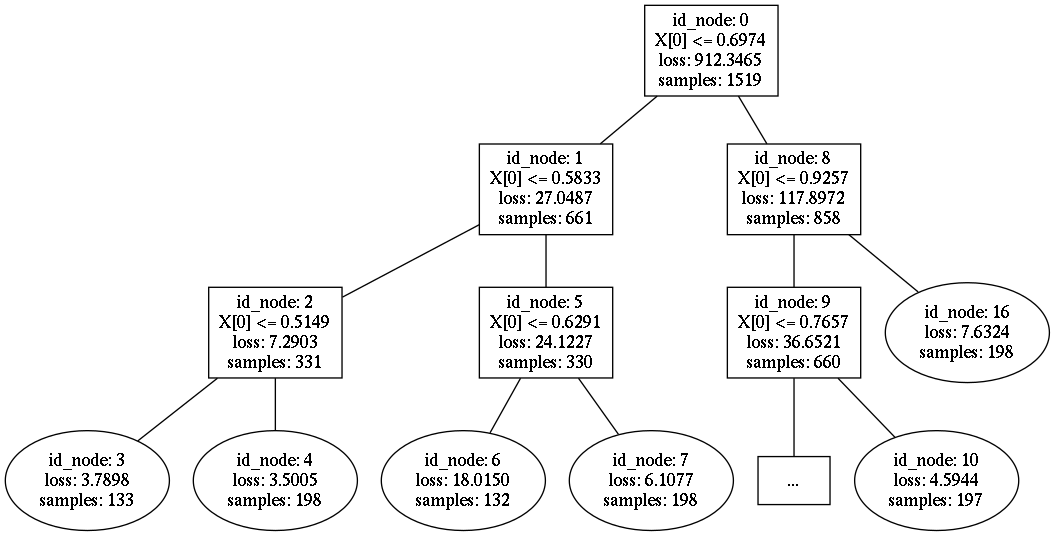 id_node: 0
X[0] <= 0.6974
loss: 912.3465
samples: 1519
id_node: 1
X[0] <= 0.5833
loss: 27.0487
samples: 661
id_node: 8
X[0] <= 0.9257
loss: 117.8972
samples: 858
id_node: 2
X[0] <= 0.5149
loss: 7.2903
samples: 331
id_node: 5
X[0] <= 0.6291
loss: 24.1227
samples: 330
id_node: 9
X[0] <= 0.7657
loss: 36.6521
samples: 660
id_node: 16
loss: 7.6324
samples: 198
id_node: 3
loss: 3.7898
samples: 133
id_node: 4
loss: 3.5005
samples: 198
id_node: 6
loss: 18.0150
samples: 132
id_node: 7
loss: 6.1077
samples: 198
...
id_node: 10
loss: 4.5944
samples: 197